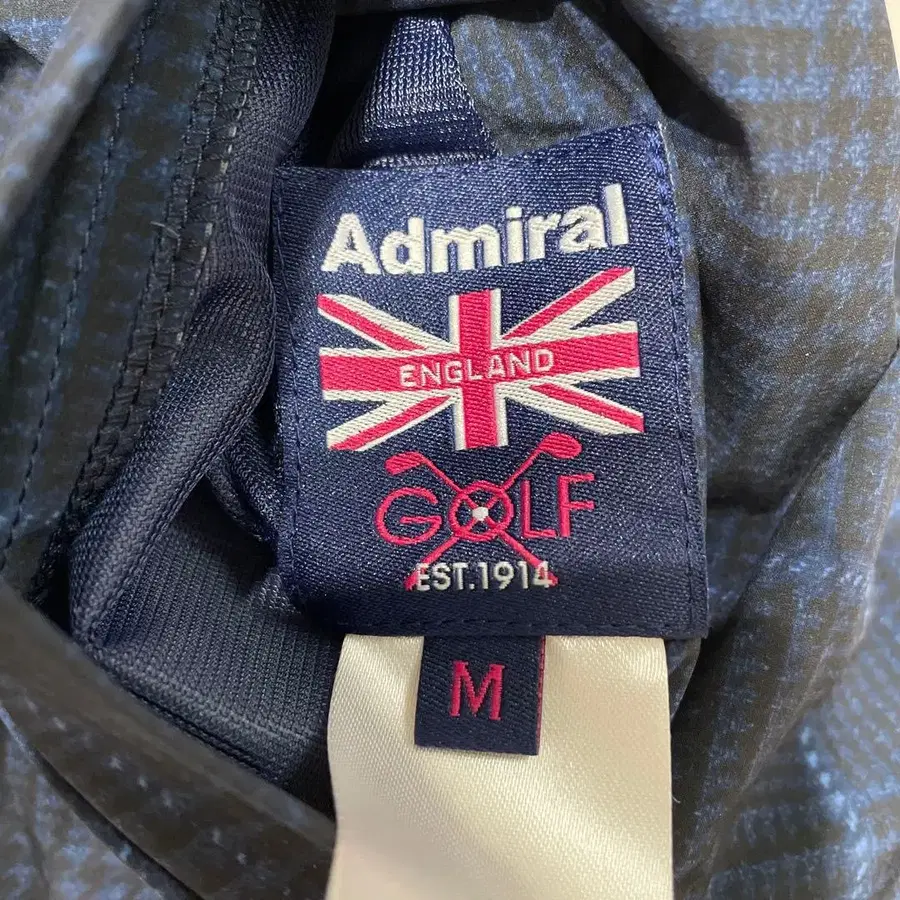 Admiral
ENGLAND
GOLF
EST.1914
M